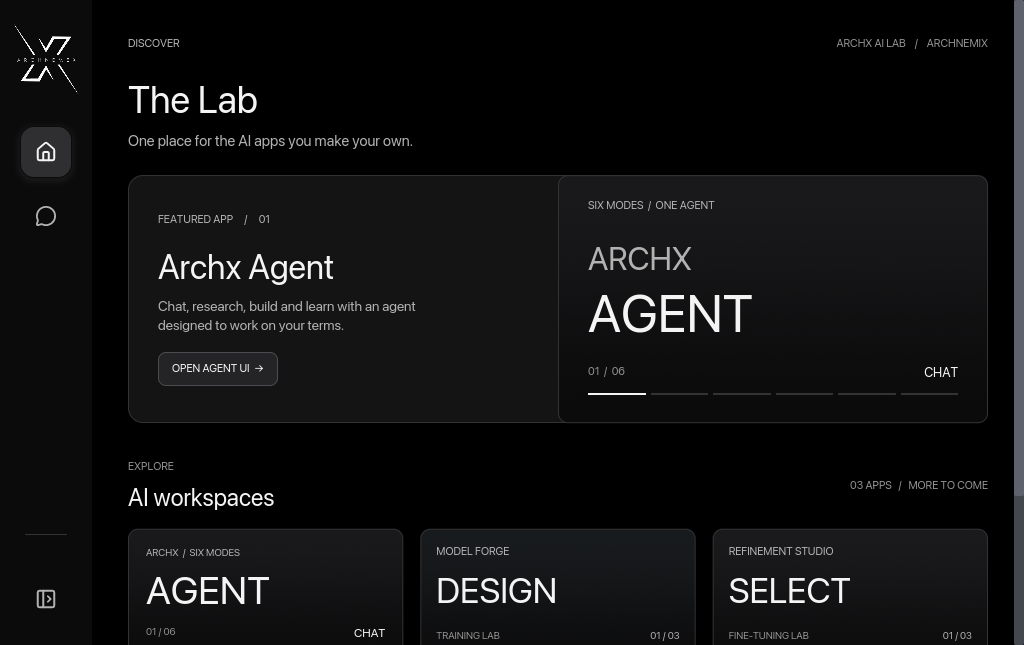 ARCHNEMIX
DISCOVER
ARCHX AI LAB / ARCHNEMIX
The Lab
One place for the AI apps you make your own.
FEATURED APP / 01
Archx Agent
Chat, research, build and learn with an agent
designed to work on your terms.
OPEN AGENT UI →
SIX MODES / ONE AGENT
ARCHX
AGENT
01 / 06
CHAT
EXPLORE
AI workspaces
03 APPS / MORE TO COME
ARCHX / SIX MODES
AGENT
01 / 06
CHAT
MODEL FORGE
DESIGN
TRAINING LAB
01 / 03
REFINEMENT STUDIO
SELECT
FINE-TUNING LAB
01 / 03